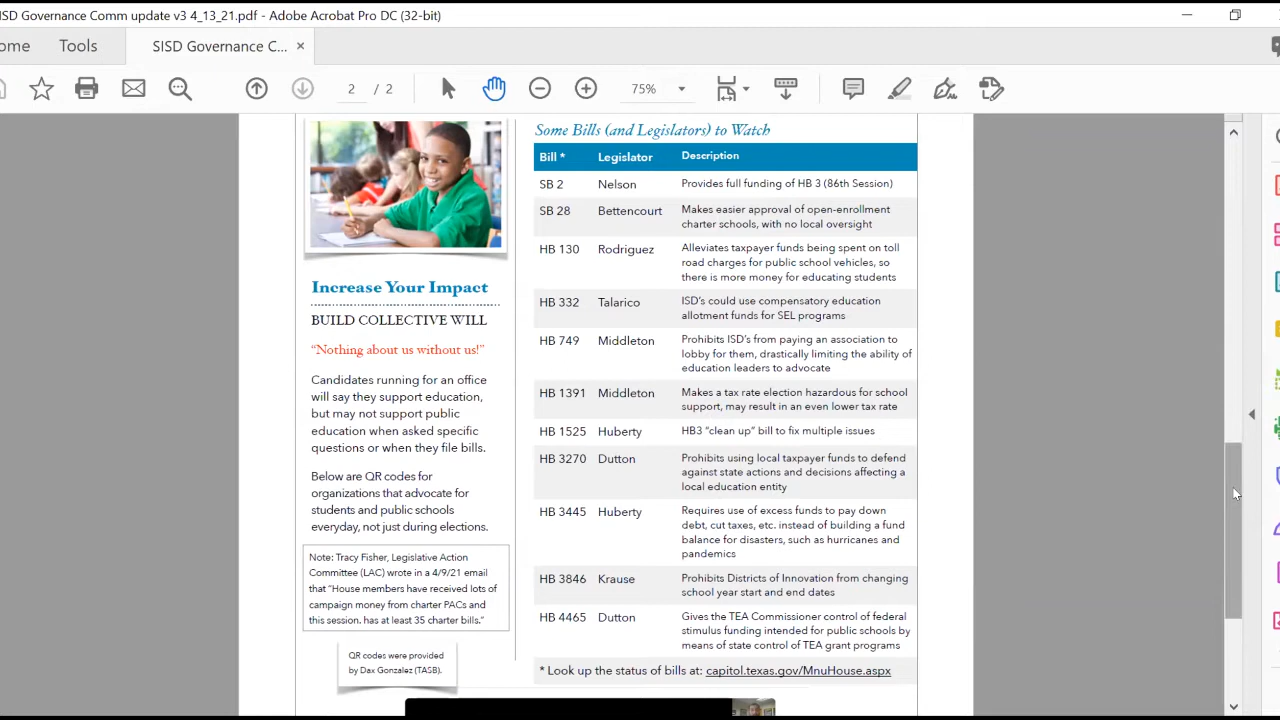 SISD Governance Comm update v3 4_13_21.pdf - Adobe Acrobat Pro DC (32-bit)
ome Tools SISD Governance C... ×
2 / 2 75%
Increase Your Impact
BUILD COLLECTIVE WILL
“Nothing about us without us!”
Candidates running for an office
will say they support education,
but may not support public
education when asked specific
questions or when they file bills.
Below are QR codes for
organizations that advocate for
students and public schools
everyday, not just during elections.
Note: Tracy Fisher, Legislative Action
Committee (LAC) wrote in a 4/9/21 email
that “House members have received lots of
campaign money from charter PACs and
this session. has at least 35 charter bills.”
QR codes were provided
by Dax Gonzalez (TASB).
Some Bills (and Legislators) to Watch
Bill * Legislator Description
SB 2 Nelson Provides full funding of HB 3 (86th Session)
SB 28 Bettencourt Makes easier approval of open-enrollment
charter schools, with no local oversight
HB 130 Rodriguez Alleviates taxpayer funds being spent on toll
road charges for public school vehicles, so
there is more money for educating students
HB 332 Talarico ISD’s could use compensatory education
allotment funds for SEL programs
HB 749 Middleton Prohibits ISD’s from paying an association to
lobby for them, drastically limiting the ability of
education leaders to advocate
HB 1391 Middleton Makes a tax rate election hazardous for school
support, may result in an even lower tax rate
HB 1525 Huberty HB3 “clean up” bill to fix multiple issues
HB 3270 Dutton Prohibits using local taxpayer funds to defend
against state actions and decisions affecting a
local education entity
HB 3445 Huberty Requires use of excess funds to pay down
debt, cut taxes, etc. instead of building a fund
balance for disasters, such as hurricanes and
pandemics
HB 3846 Krause Prohibits Districts of Innovation from changing
school year start and end dates
HB 4465 Dutton Gives the TEA Commissioner control of federal
stimulus funding intended for public schools by
means of state control of TEA grant programs
* Look up the status of bills at: capitol.texas.gov/MnuHouse.aspx